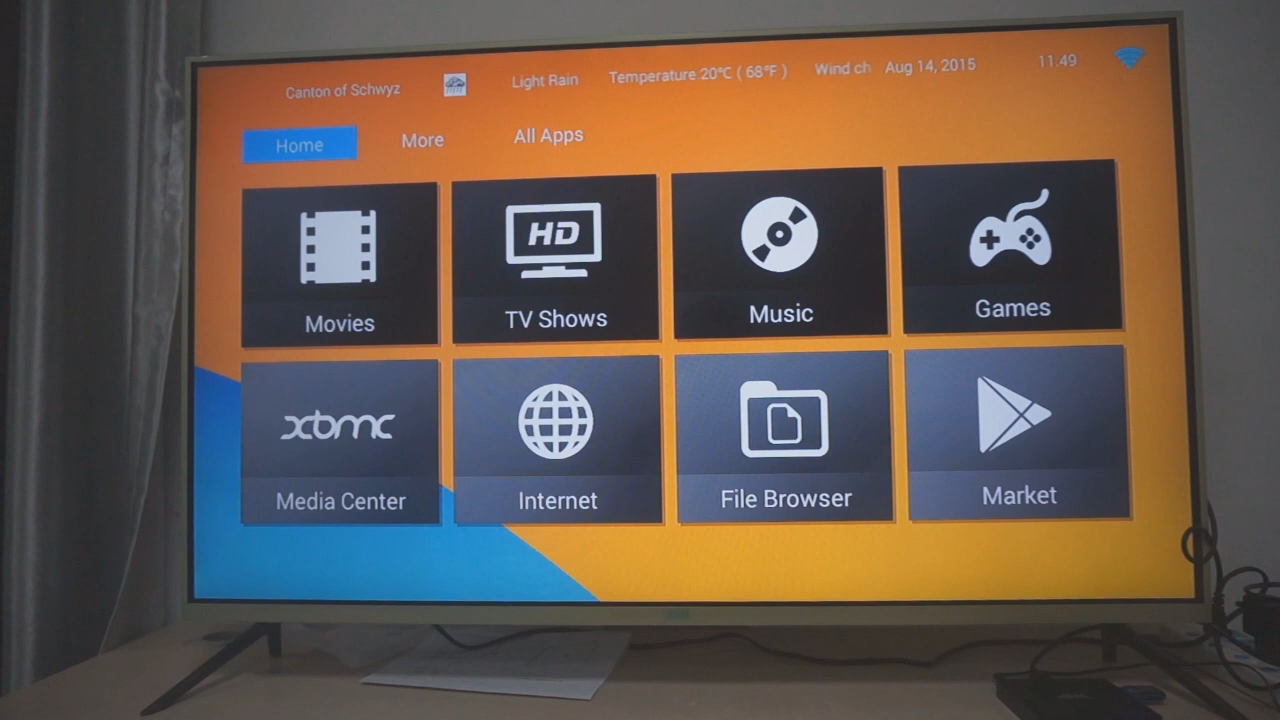 Canton of Schwyz Light Rain Temperature 20℃ ( 68℉ ) Wind ch Aug 14, 2015 11:49
Home More All Apps
HD
Movies TV Shows Music Games
xbmc
Media Center Internet File Browser Market